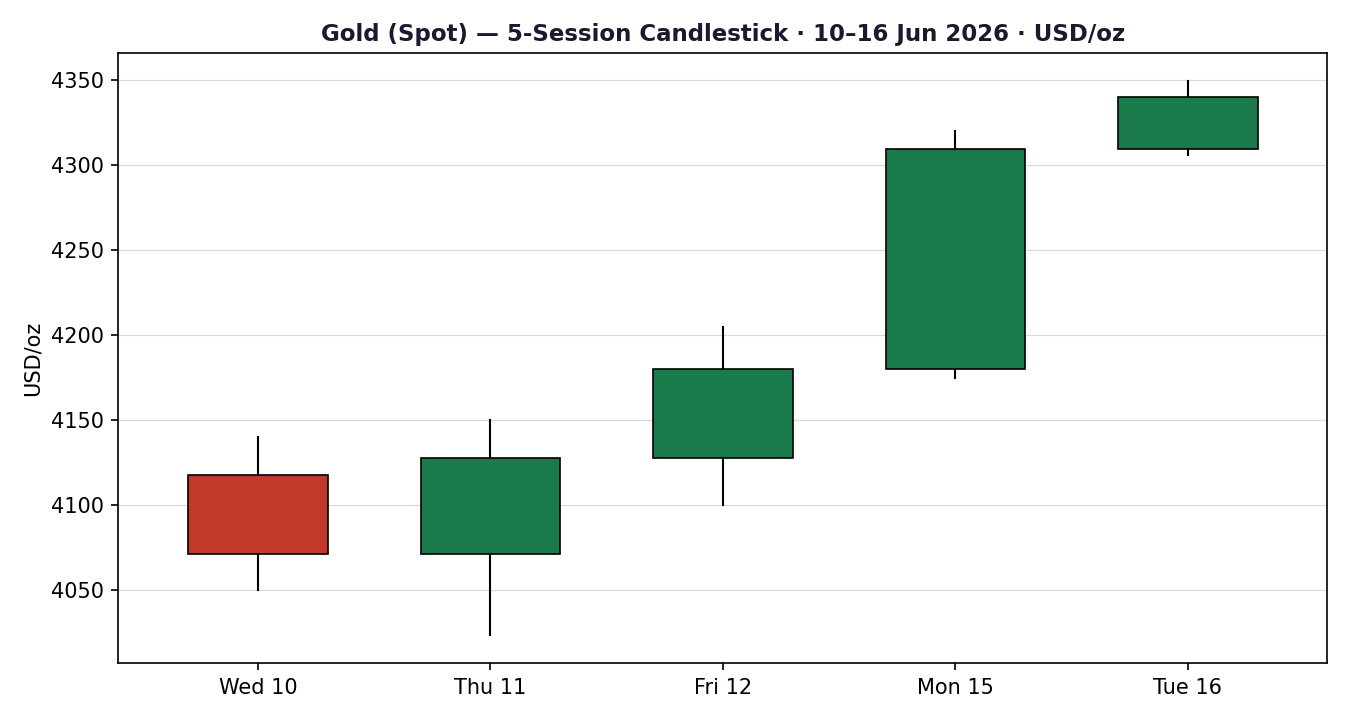 Gold (Spot) — 5-Session Candlestick · 10–16 Jun 2026 · USD/oz
4350
4300
4250
4200
4150
4100
4050
USD/oz
Wed 10
Thu 11
Fri 12
Mon 15
Tue 16